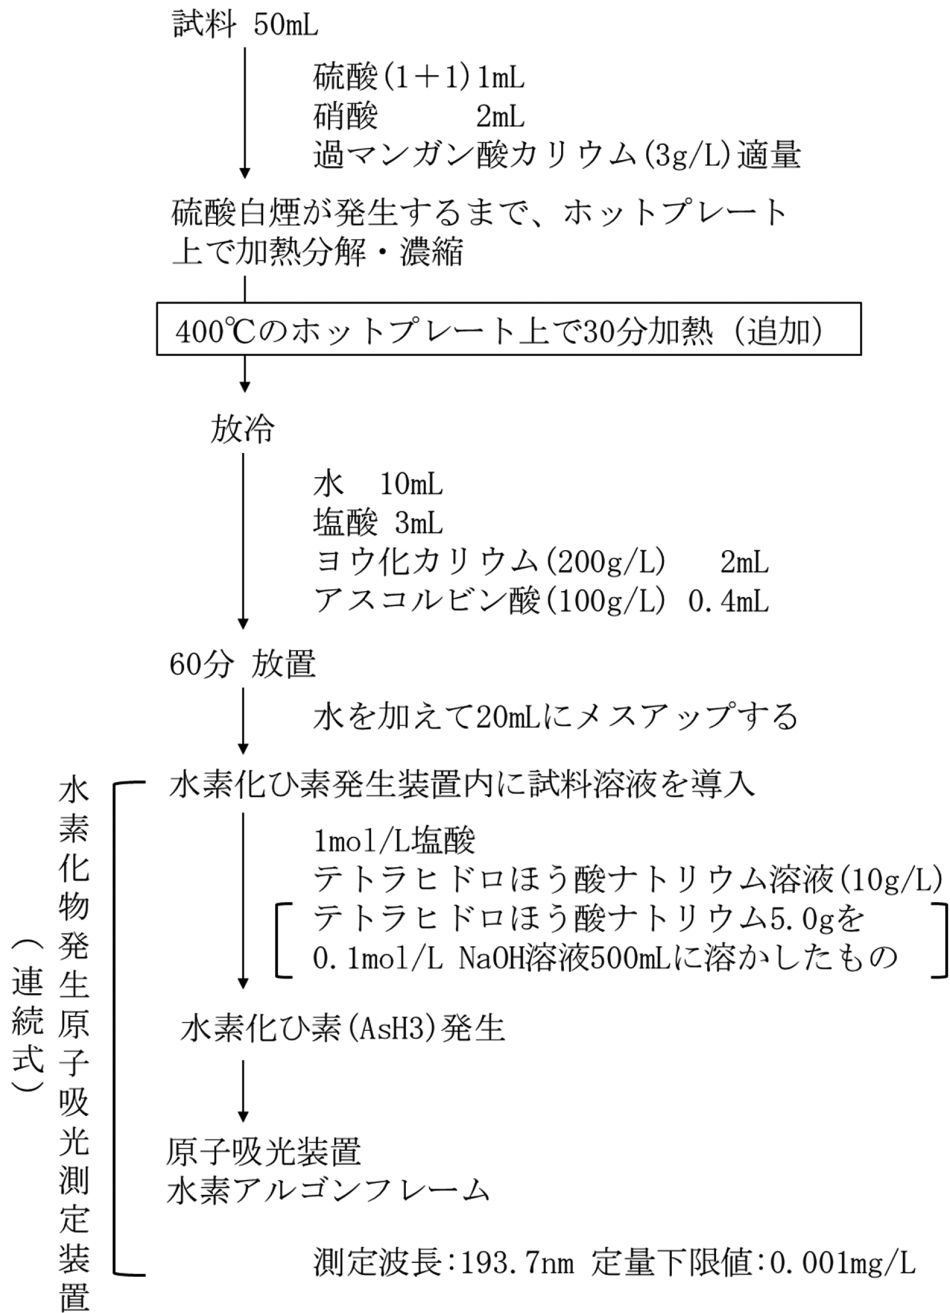 試料 50mL
硫酸(1＋1)1mL
硝酸 2mL
過マンガン酸カリウム(3g/L)適量
硫酸白煙が発生するまで、ホットプレート
上で加熱分解・濃縮
400℃のホットプレート上で30分加熱（追加）
放冷
水 10mL
塩酸 3mL
ヨウ化カリウム(200g/L) 2mL
アスコルビン酸(100g/L) 0.4mL
60分 放置
水を加えて20mLにメスアップする
水素化ひ素発生装置内に試料溶液を導入
1mol/L塩酸
テトラヒドロほう酸ナトリウム溶液(10g/L)
テトラヒドロほう酸ナトリウム5.0gを
0.1mol/L NaOH溶液500mLに溶かしたもの
水素化ひ素(AsH3)発生
原子吸光装置
水素アルゴンフレーム
測定波長:193.7nm 定量下限値:0.001mg/L
水素化物発生原子吸光測定装置
（連続式）